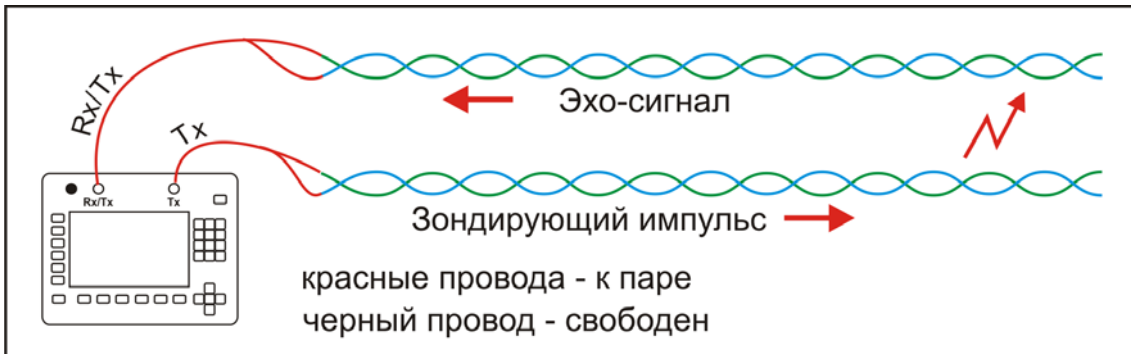 Rx/Tx
Эхо-сигнал
Tx
Rx/Tx Tx
Зондирующий импульс
красные провода - к паре
черный провод - свободен